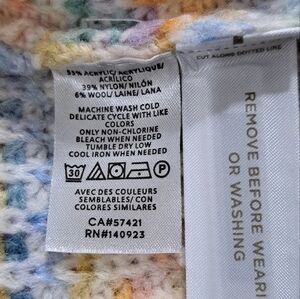 55% ACRYLIC/ACRYLIQUE/
ACRÍLICO
39% NYLON/NILÓN
6% WOOL/LAINE/LANA
MACHINE WASH COLD
DELICATE CYCLE WITH LIKE
COLORS
ONLY NON-CHLORINE
BLEACH WHEN NEEDED
TUMBLE DRY LOW
COOL IRON WHEN NEEDED
30
P
AVEC DES COULEURS
SEMBLABLES/ CON
COLORES SIMILARES
CA#57421
RN#140923
CUT ALONG DOTTED LINE
REMOVE BEFORE WEARI
OR WASHING